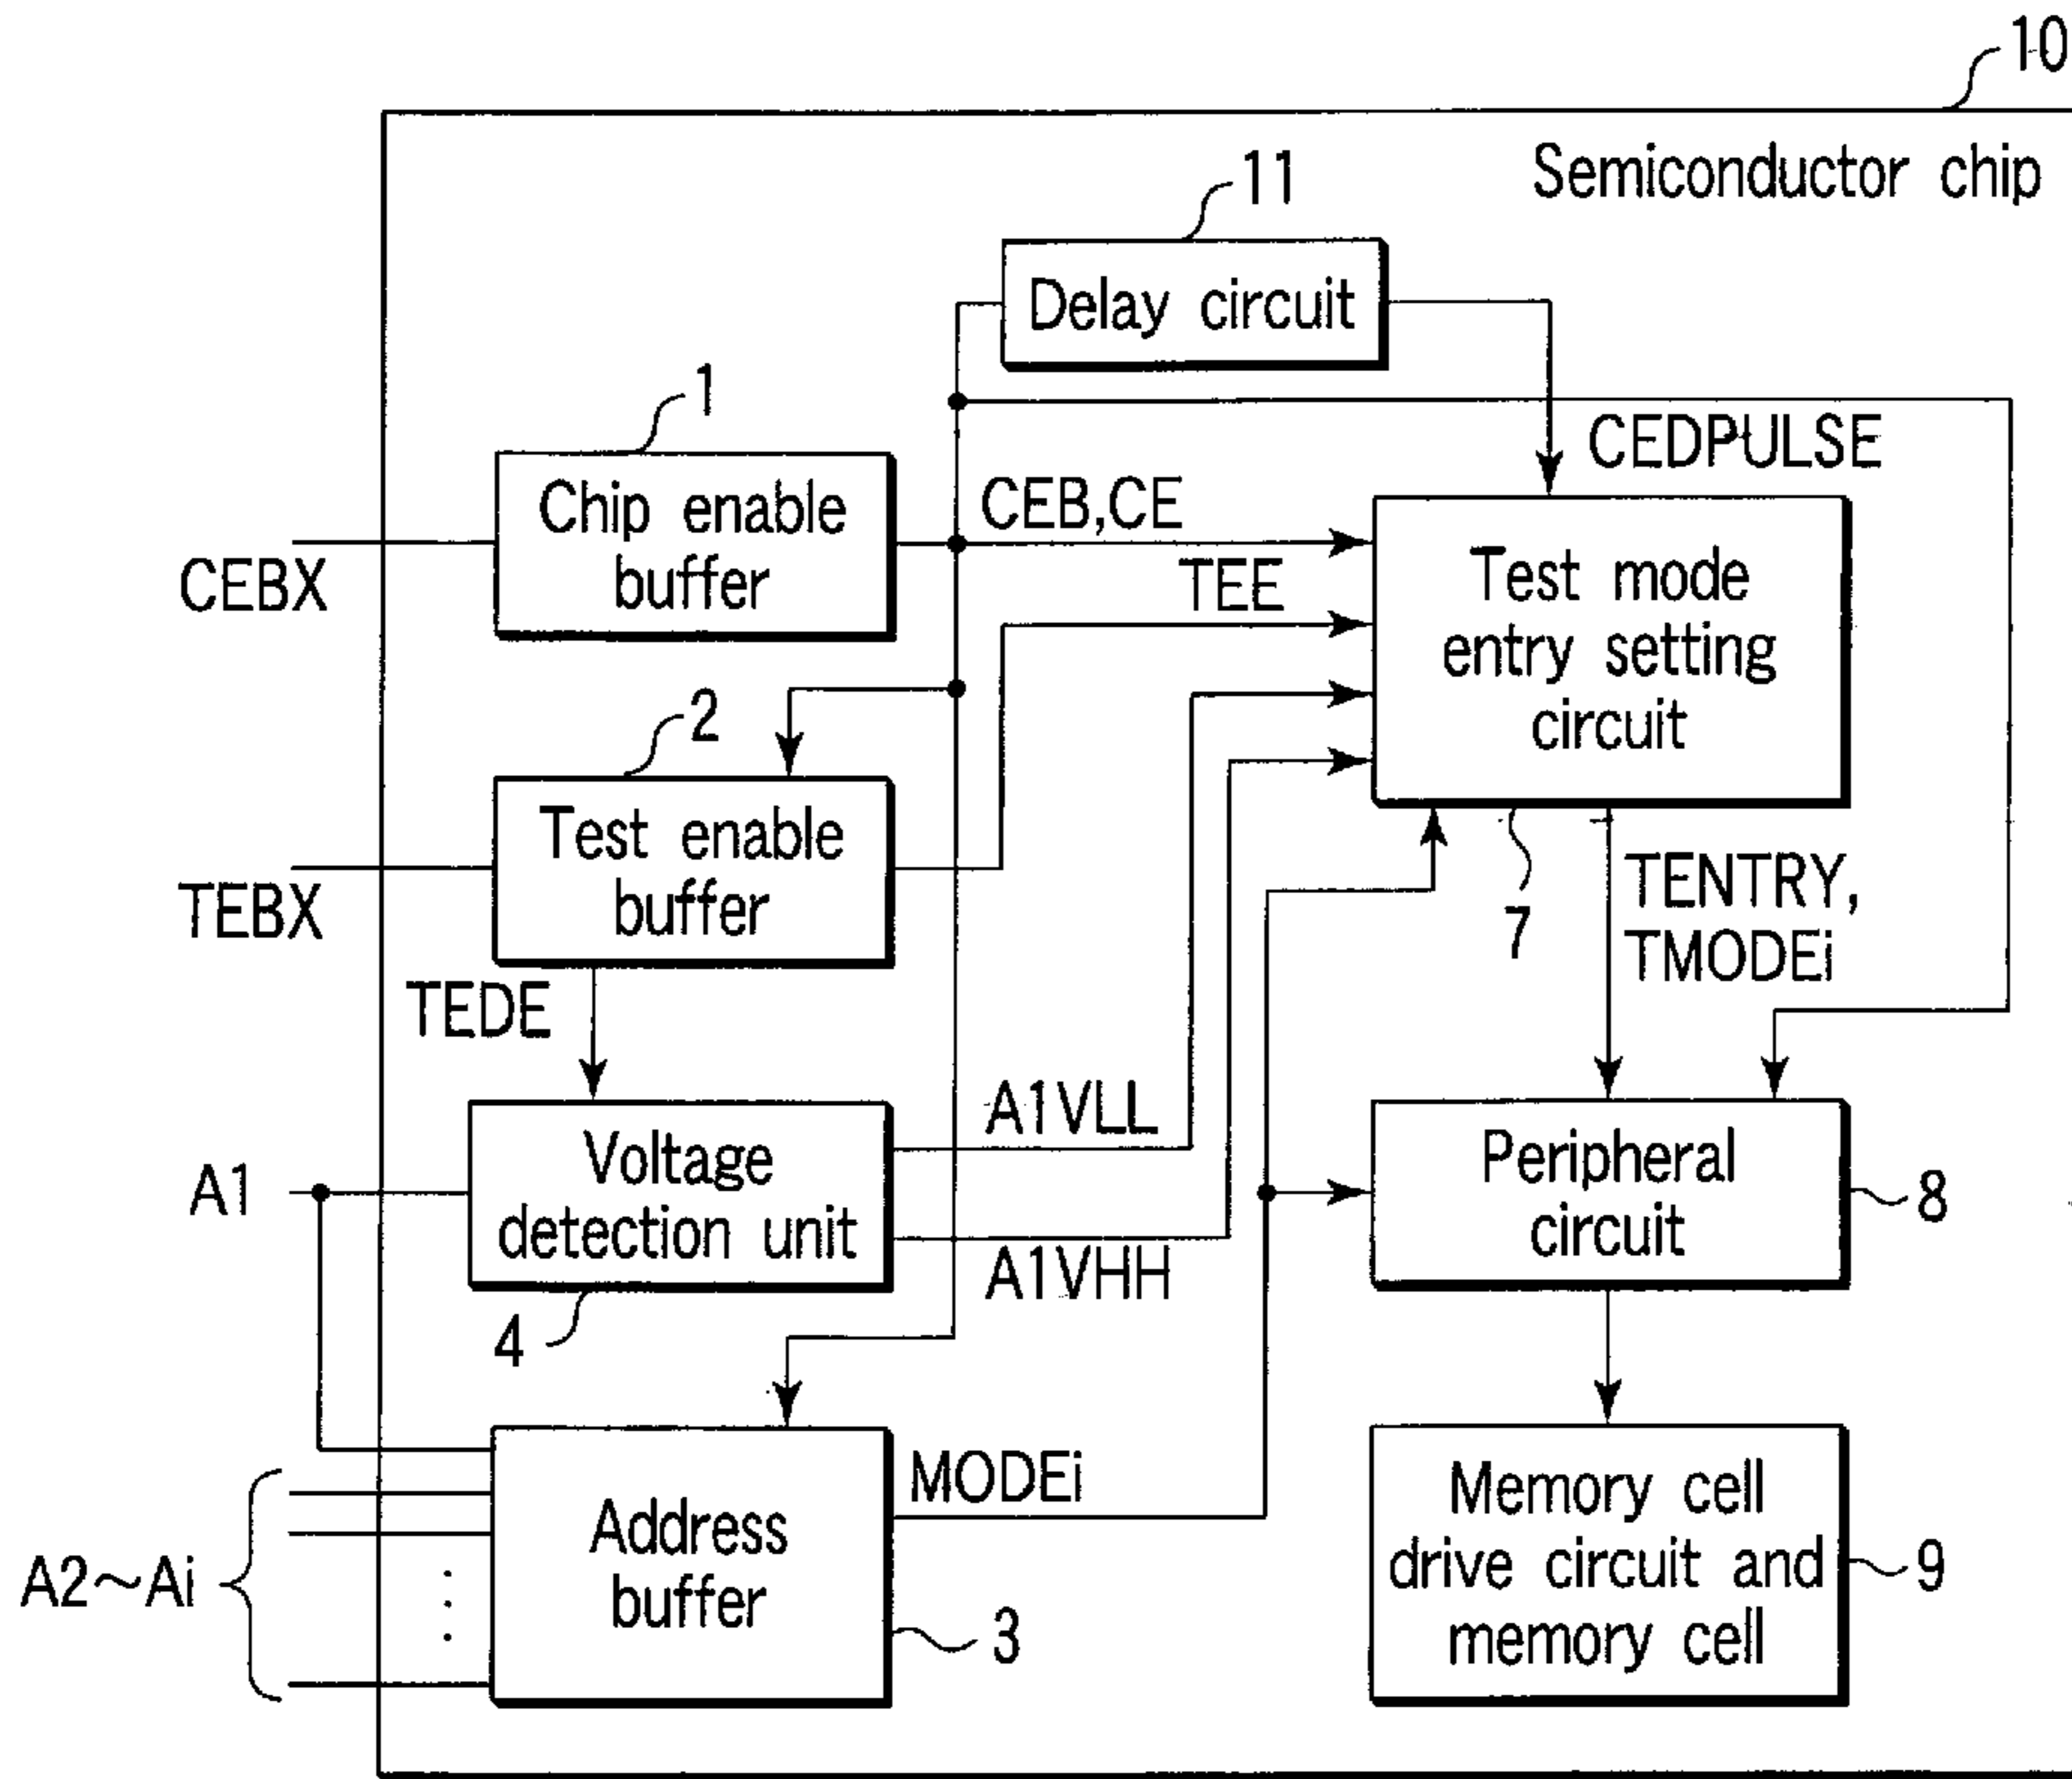 10
Semiconductor chip
11
Delay circuit
1
CEDPULSE
Chip enable
buffer
CEB,CE
CEBX
TEE
Test mode
entry setting
circuit
2
Test enable
buffer
TEBX
7
TENTRY,
TMODEi
TEDE
A1VLL
Voltage
detection unit
A1
Peripheral
circuit
8
A1VHH
4
MODEi
Address
buffer
A2～Ai
3
Memory cell
drive circuit and
memory cell
9